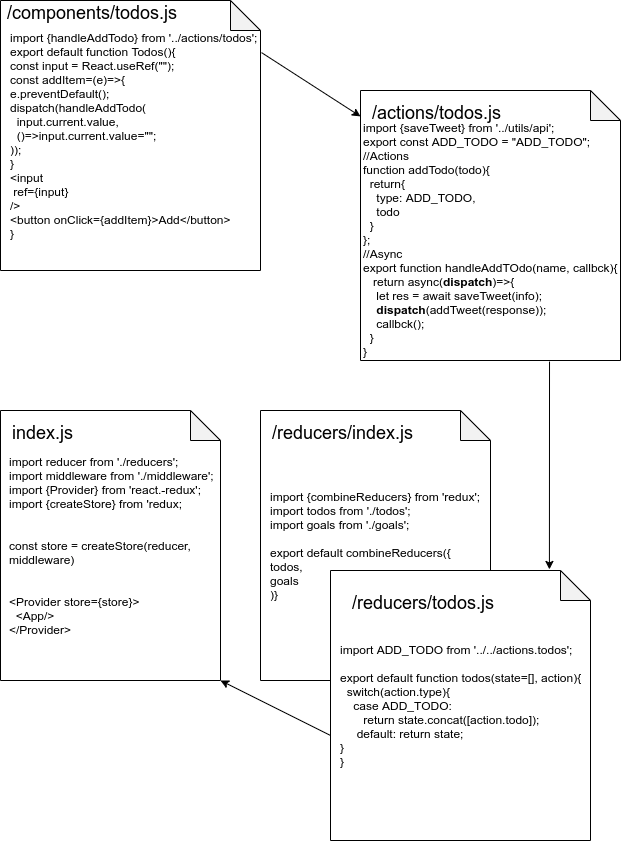 /components/todos.js
import {handleAddTodo} from '../actions/todos';
export default function Todos(){
const input = React.useRef("");
const addItem=(e)=>{
e.preventDefault();
dispatch(handleAddTodo(
input.current.value,
()=>input.current.value="";
));
}
<input
ref={input}
/>
<button onClick={addItem}>Add</button>
}
/actions/todos.js
import {saveTweet} from '../utils/api';
export const ADD_TODO = "ADD_TODO";
//Actions
function addTodo(todo){
return{
type: ADD_TODO,
todo
}
};
//Async
export function handleAddTOdo(name, callbck){
return async(dispatch)=>{
let res = await saveTweet(info);
dispatch(addTweet(response));
callbck();
}
}
index.js
import reducer from './reducers';
import middleware from './middleware';
import {Provider} from 'react.-redux';
import {createStore} from 'redux;
const store = createStore(reducer,
middleware)
<Provider store={store}>
<App/>
</Provider>
/reducers/index.js
import {combineReducers} from 'redux';
import todos from './todos';
import goals from './goals';
export default combineReducers({
todos,
goals
)}
/reducers/todos.js
import ADD_TODO from '../../actions.todos';
export default function todos(state=[], action){
switch(action.type){
case ADD_TODO:
return state.concat([action.todo]);
default: return state;
}
}